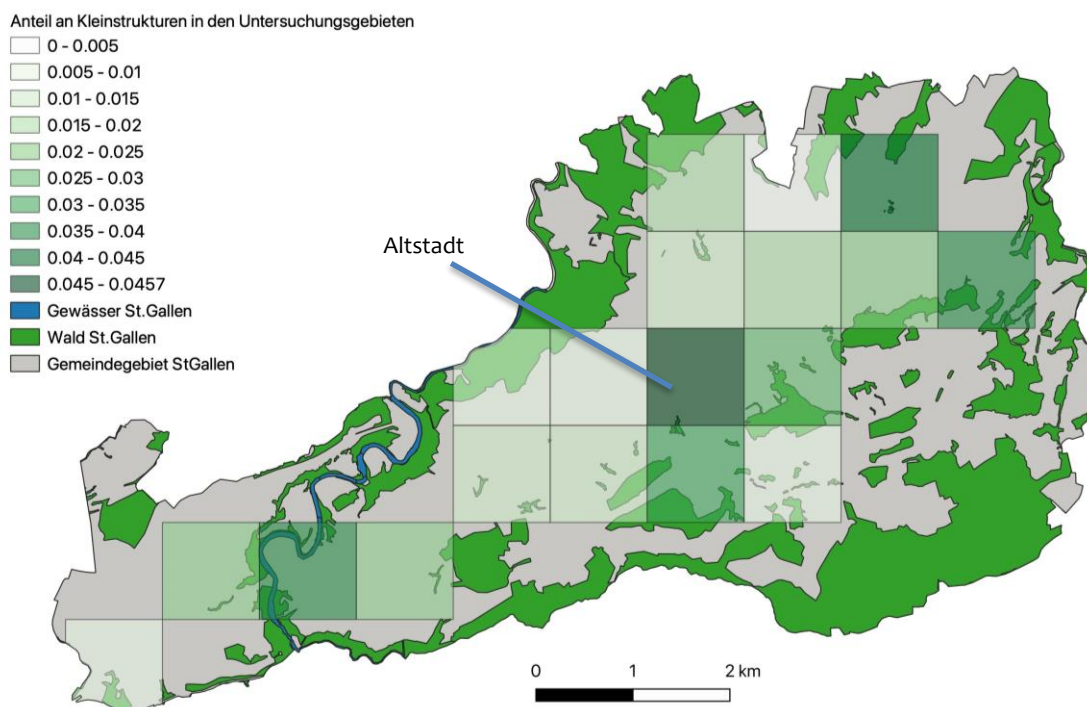 Anteil an Kleinstrukturen in den Untersuchungsgebieten
0 - 0.005
0.005 - 0.01
0.01 - 0.015
0.015 - 0.02
0.02 - 0.025
0.025 - 0.03
0.03 - 0.035
0.035 - 0.04
0.04 - 0.045
0.045 - 0.0457
Gewässer St.Gallen
Wald St.Gallen
Gemeindegebiet StGallen
Altstadt
0 1 2 km